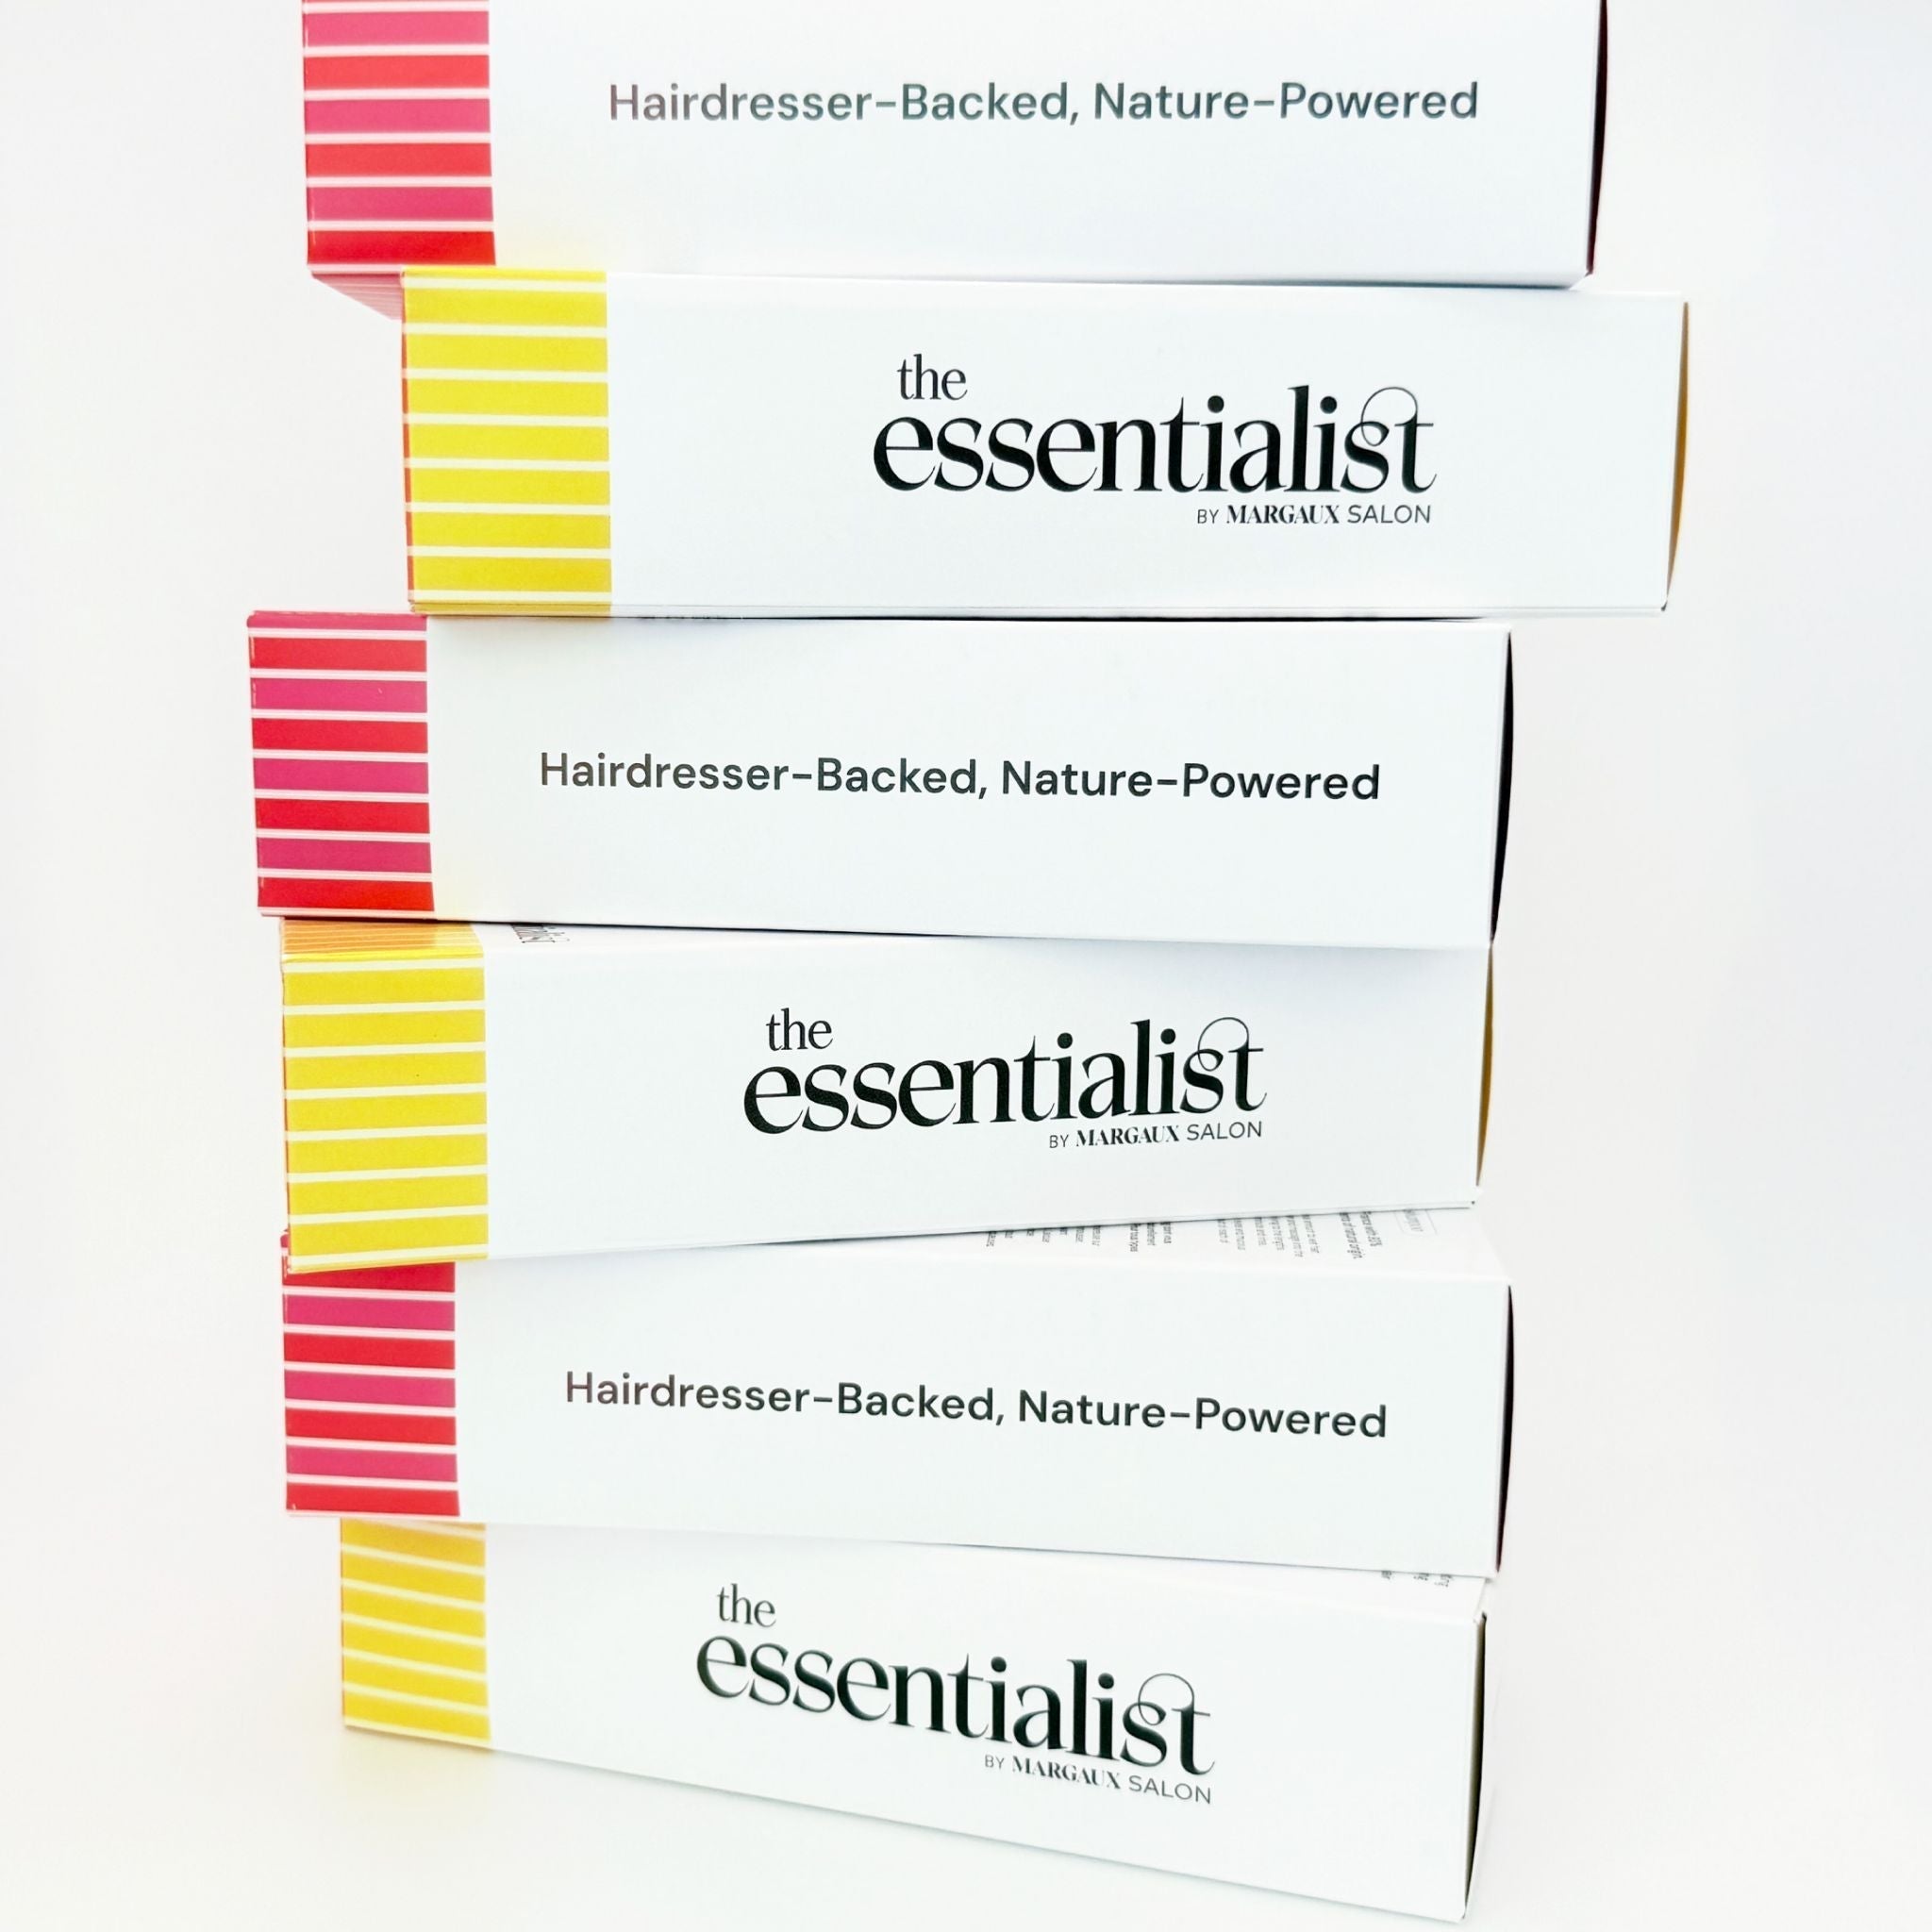 Hairdresser-Backed, Nature-Powered
the
essentialist
BY MARGAUX SALON
Hairdresser-Backed, Nature-Powered
the
essentialist
BY MARGAUX SALON
Hairdresser-Backed, Nature-Powered
the
essentialist
BY MARGAUX SALON